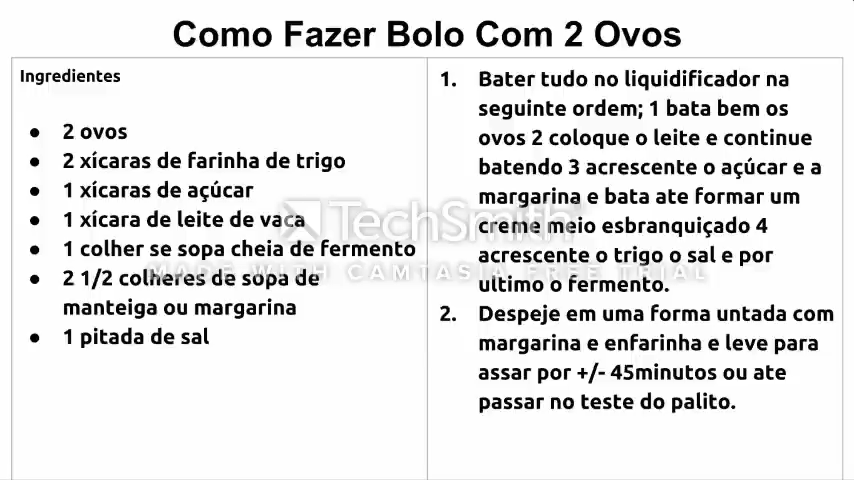 Como Fazer Bolo Com 2 Ovos
Ingredientes
● 2 ovos
● 2 xícaras de farinha de trigo
● 1 xícaras de açúcar
● 1 xícara de leite de vaca
● 1 colher se sopa cheia de fermento
● 2 1/2 colheres de sopa de
manteiga ou margarina
● 1 pitada de sal
1. Bater tudo no liquidificador na
seguinte ordem; 1 bata bem os
ovos 2 coloque o leite e continue
batendo 3 acrescente o açúcar e a
margarina e bata ate formar um
creme meio esbranquiçado 4
acrescente o trigo o sal e por
ultimo o fermento.
2. Despeje em uma forma untada com
margarina e enfarinha e leve para
assar por +/- 45minutos ou ate
passar no teste do palito.
TechSmith
MADE WITH CAMTASIA FREE TRIAL